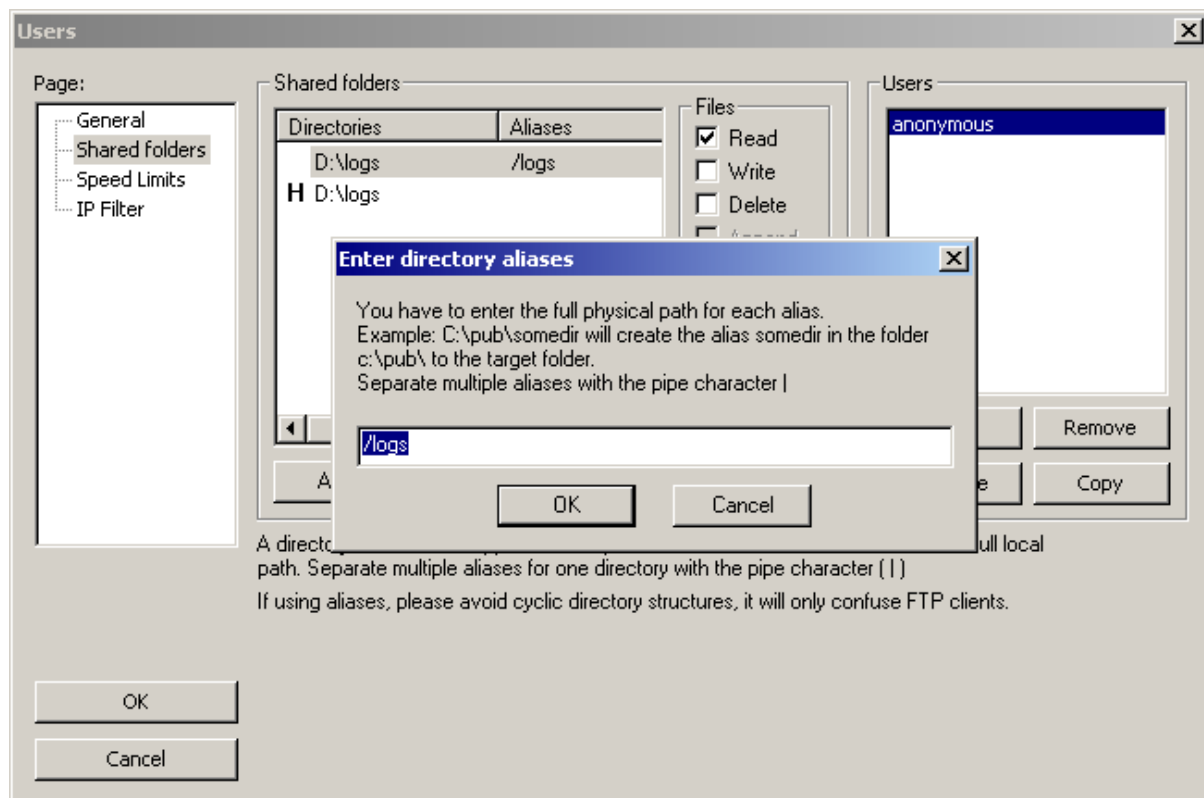 Users
Page:
General
Shared folders
Speed Limits
IP Filter
Shared folders
Directories Aliases
D:\logs /logs
H D:\logs
Files
Read
Write
Delete
Users
anonymous
Enter directory aliases
You have to enter the full physical path for each alias.
Example: C:\pub\somedir will create the alias somedir in the folder
c:\pub\ to the target folder.
Separate multiple aliases with the pipe character |
/logs
OK Cancel
Remove
Copy
A local
path. Separate multiple aliases for one directory with the pipe character ( | )
If using aliases, please avoid cyclic directory structures, it will only confuse FTP clients.
OK
Cancel